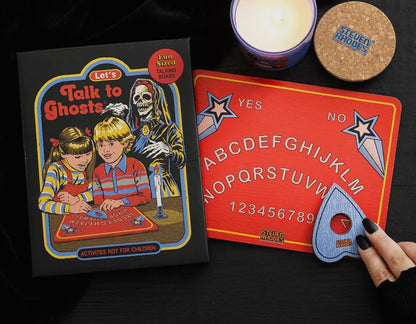 Let's
Talk to
Ghosts
Fun
Sized
TALKING
BOARD
ACTIVITIES NOT FOR CHILDREN
STEVEN
RHODES
YES
NO
ABCDEFGHIJKLM
NOPQRSTUVW
123456789
STEVEN
RHODES